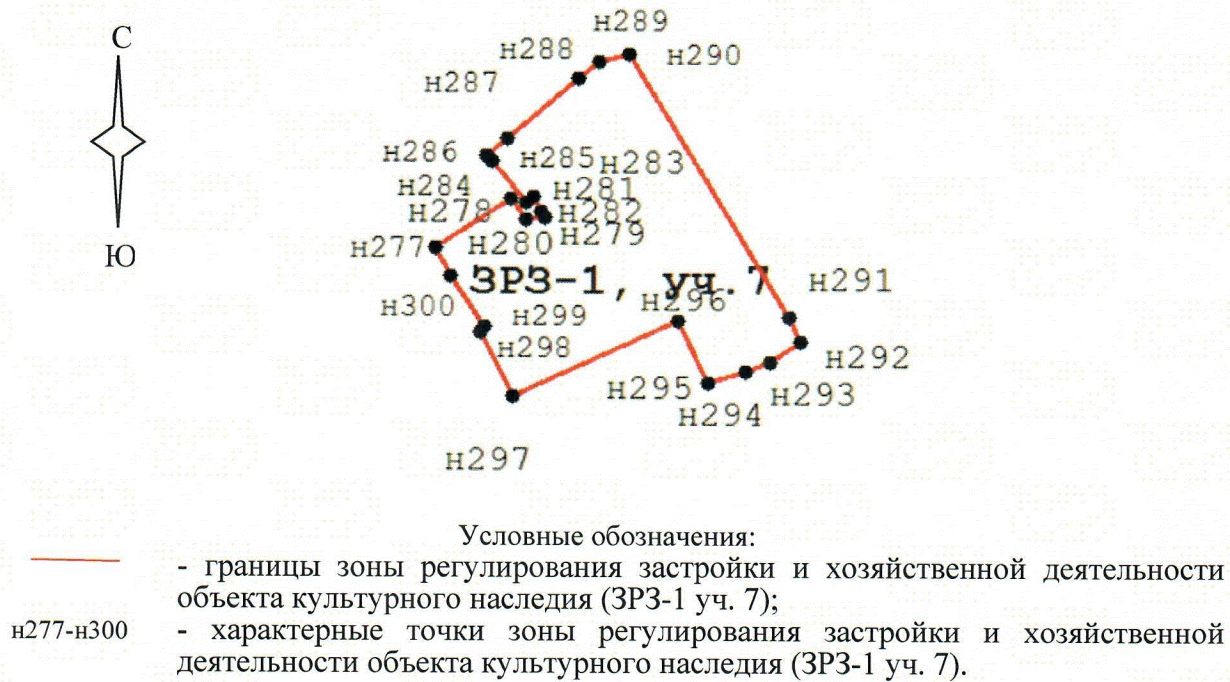 С
Ю
н289
н288
н290
н287
н286
н285
н283
н284
н281
н278
н282
н277
н280
н279
ЗРЗ-1, уч.7
н291
н300
н299
н296
н298
н292
н295
н293
н294
н297
Условные обозначения:
- границы зоны регулирования застройки и хозяйственной деятельности
объекта культурного наследия (ЗРЗ-1 уч. 7);
н277-н300 - характерные точки зоны регулирования застройки и хозяйственной
деятельности объекта культурного наследия (ЗРЗ-1 уч. 7).